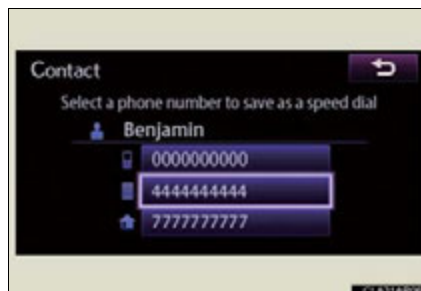 Contact
Select a phone number to save as a speed dial
Benjamin
0000000000
4444444444
7777777777